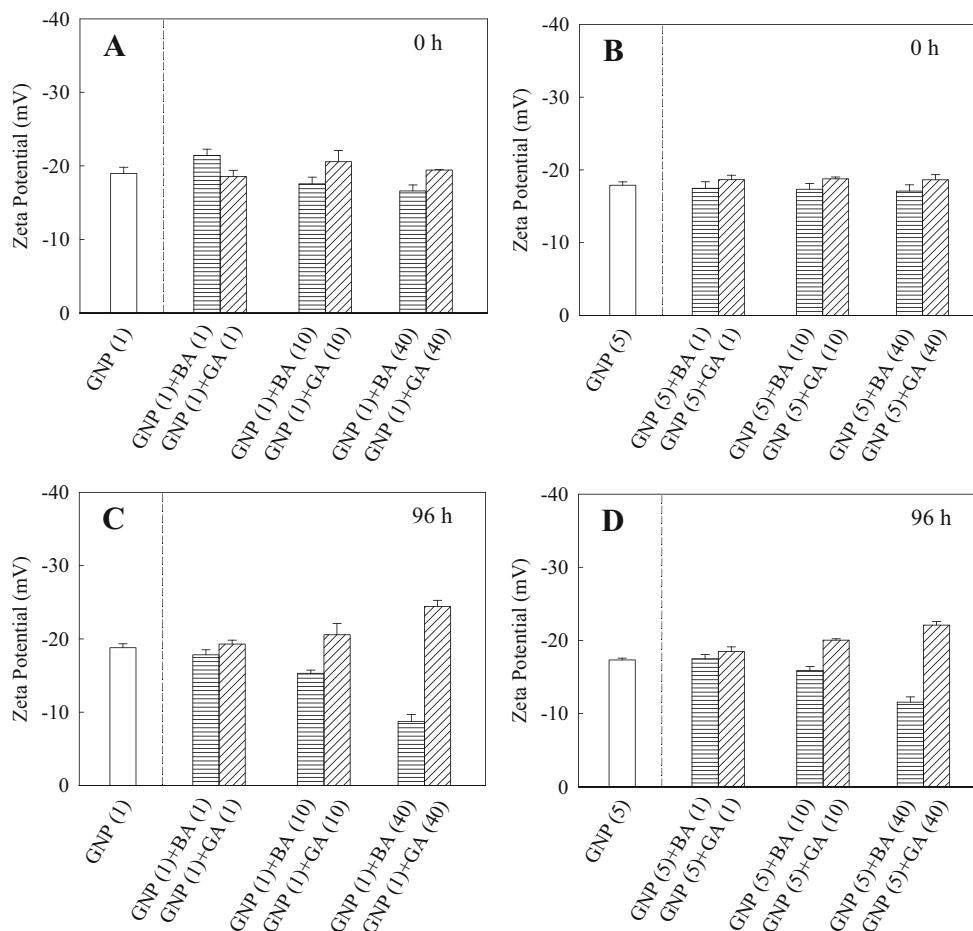 A
0 h
Zeta Potential (mV)
-40
-30
-20
-10
0
GNP (1)
GNP (1)+BA (1)
GNP (1)+GA (1)
GNP (1)+BA (10)
GNP (1)+GA (10)
GNP (1)+BA (40)
GNP (1)+GA (40)
B
0 h
Zeta Potential (mV)
-40
-30
-20
-10
0
GNP (5)
GNP (5)+BA (1)
GNP (5)+GA (1)
GNP (5)+BA (10)
GNP (5)+GA (10)
GNP (5)+BA (40)
GNP (5)+GA (40)
C
96 h
Zeta Potential (mV)
-40
-30
-20
-10
0
GNP (1)
GNP (1)+BA (1)
GNP (1)+GA (1)
GNP (1)+BA (10)
GNP (1)+GA (10)
GNP (1)+BA (40)
GNP (1)+GA (40)
D
96 h
Zeta Potential (mV)
-40
-30
-20
-10
0
GNP (5)
GNP (5)+BA (1)
GNP (5)+GA (1)
GNP (5)+BA (10)
GNP (5)+GA (10)
GNP (5)+BA (40)
GNP (5)+GA (40)